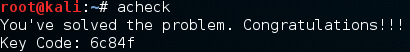 root@kali:~# acheck
You've solved the problem. Congratulations!!!
Key Code: 6c84f